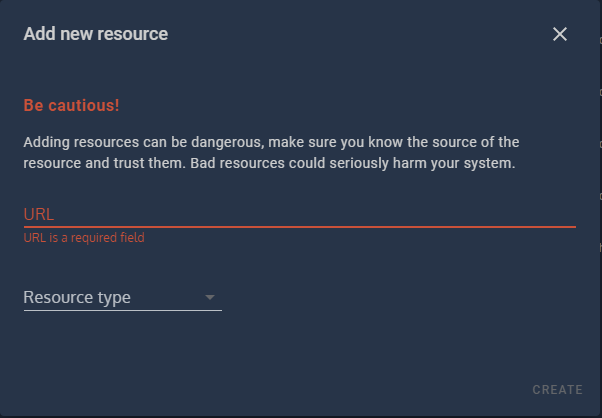 Add new resource
Be cautious!
Adding resources can be dangerous, make sure you know the source of the
resource and trust them. Bad resources could seriously harm your system.
URL
URL is a required field
Resource type
CREATE